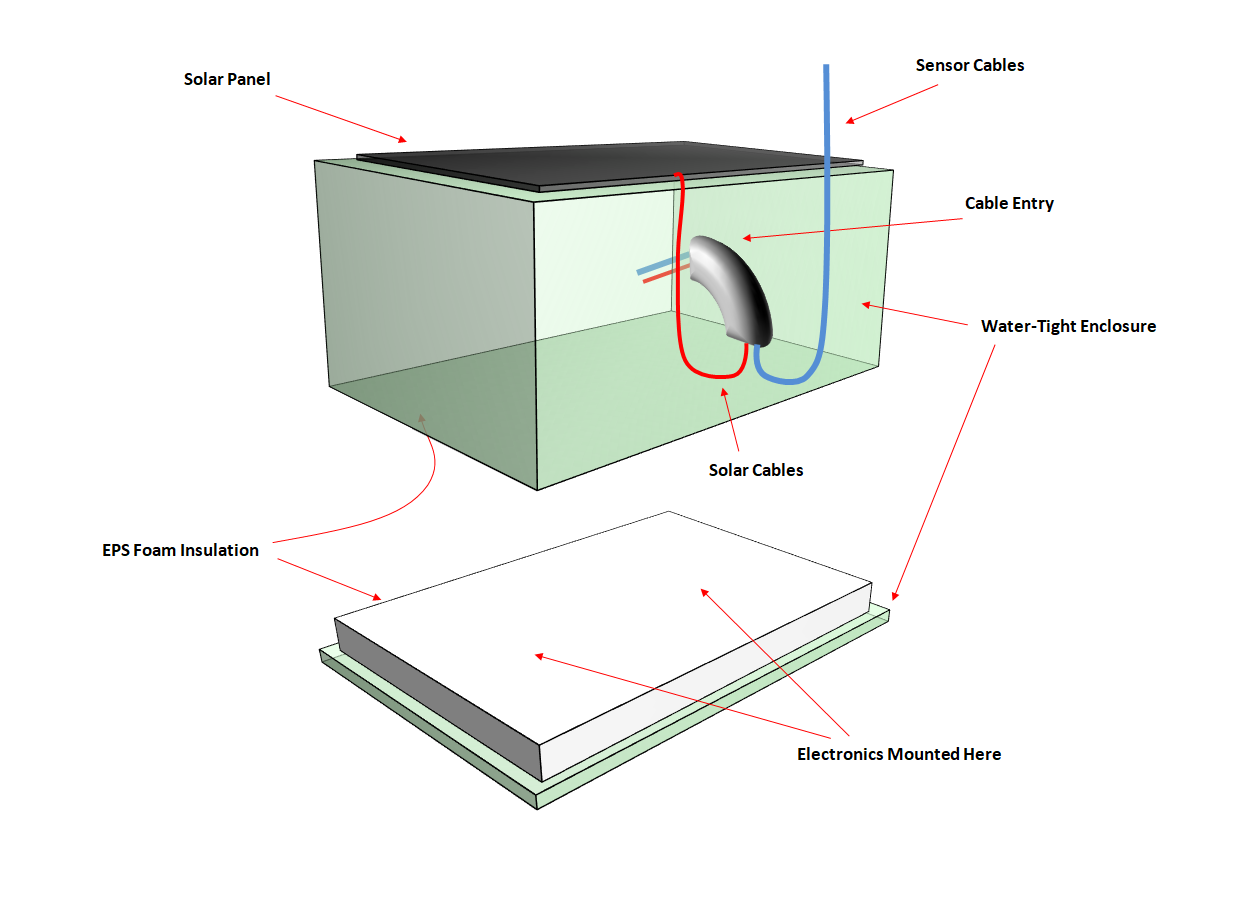 Solar Panel
Sensor Cables
Cable Entry
Water-Tight Enclosure
Solar Cables
EPS Foam Insulation
Electronics Mounted Here